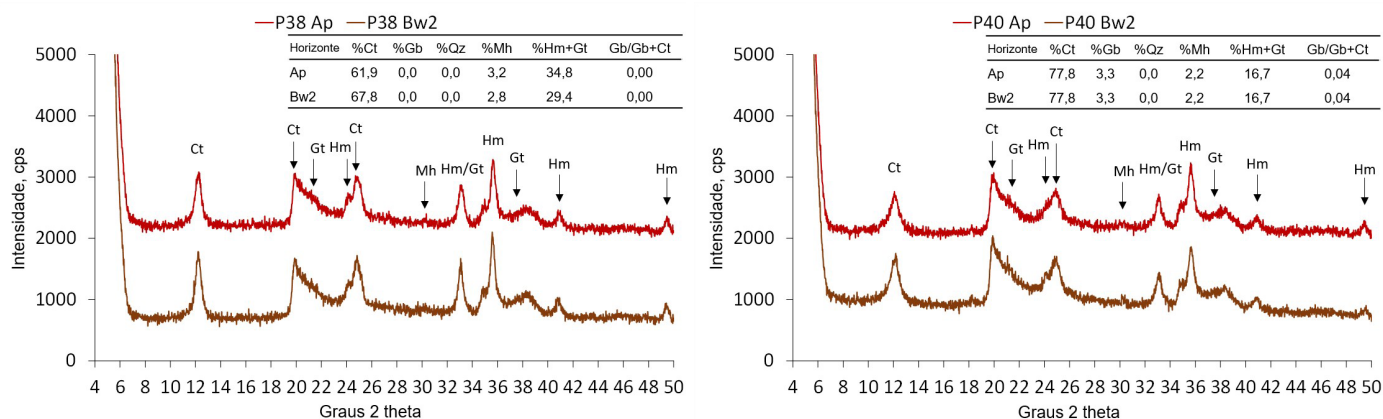 P38 Ap P38 Bw2
Horizonte %Ct %Gb %Qz %Mh %Hm+Gt Gb/Gb+Ct
Ap 61,9 0,0 0,0 3,2 34,8 0,00
Bw2 67,8 0,0 0,0 2,8 29,4 0,00
5000
4000
3000
2000
1000
0
Intensidade, cps
Ct
Ct
Gt
Hm
Ct
Mh
Hm/Gt
Hm
Gt
Hm
Hm
4 6 8 10 12 14 16 18 20 22 24 26 28 30 32 34 36 38 40 42 44 46 48 50
Graus 2 theta
P40 Ap P40 Bw2
Horizonte %Ct %Gb %Qz %Mh %Hm+Gt Gb/Gb+Ct
Ap 77,8 3,3 0,0 2,2 16,7 0,04
Bw2 77,8 3,3 0,0 2,2 16,7 0,04
5000
4000
3000
2000
1000
0
Intensidade, cps
Ct
Ct
Gt
Hm
Ct
Mh
Hm/Gt
Hm
Gt
Hm
Hm
4 6 8 10 12 14 16 18 20 22 24 26 28 30 32 34 36 38 40 42 44 46 48 50
Graus 2 theta